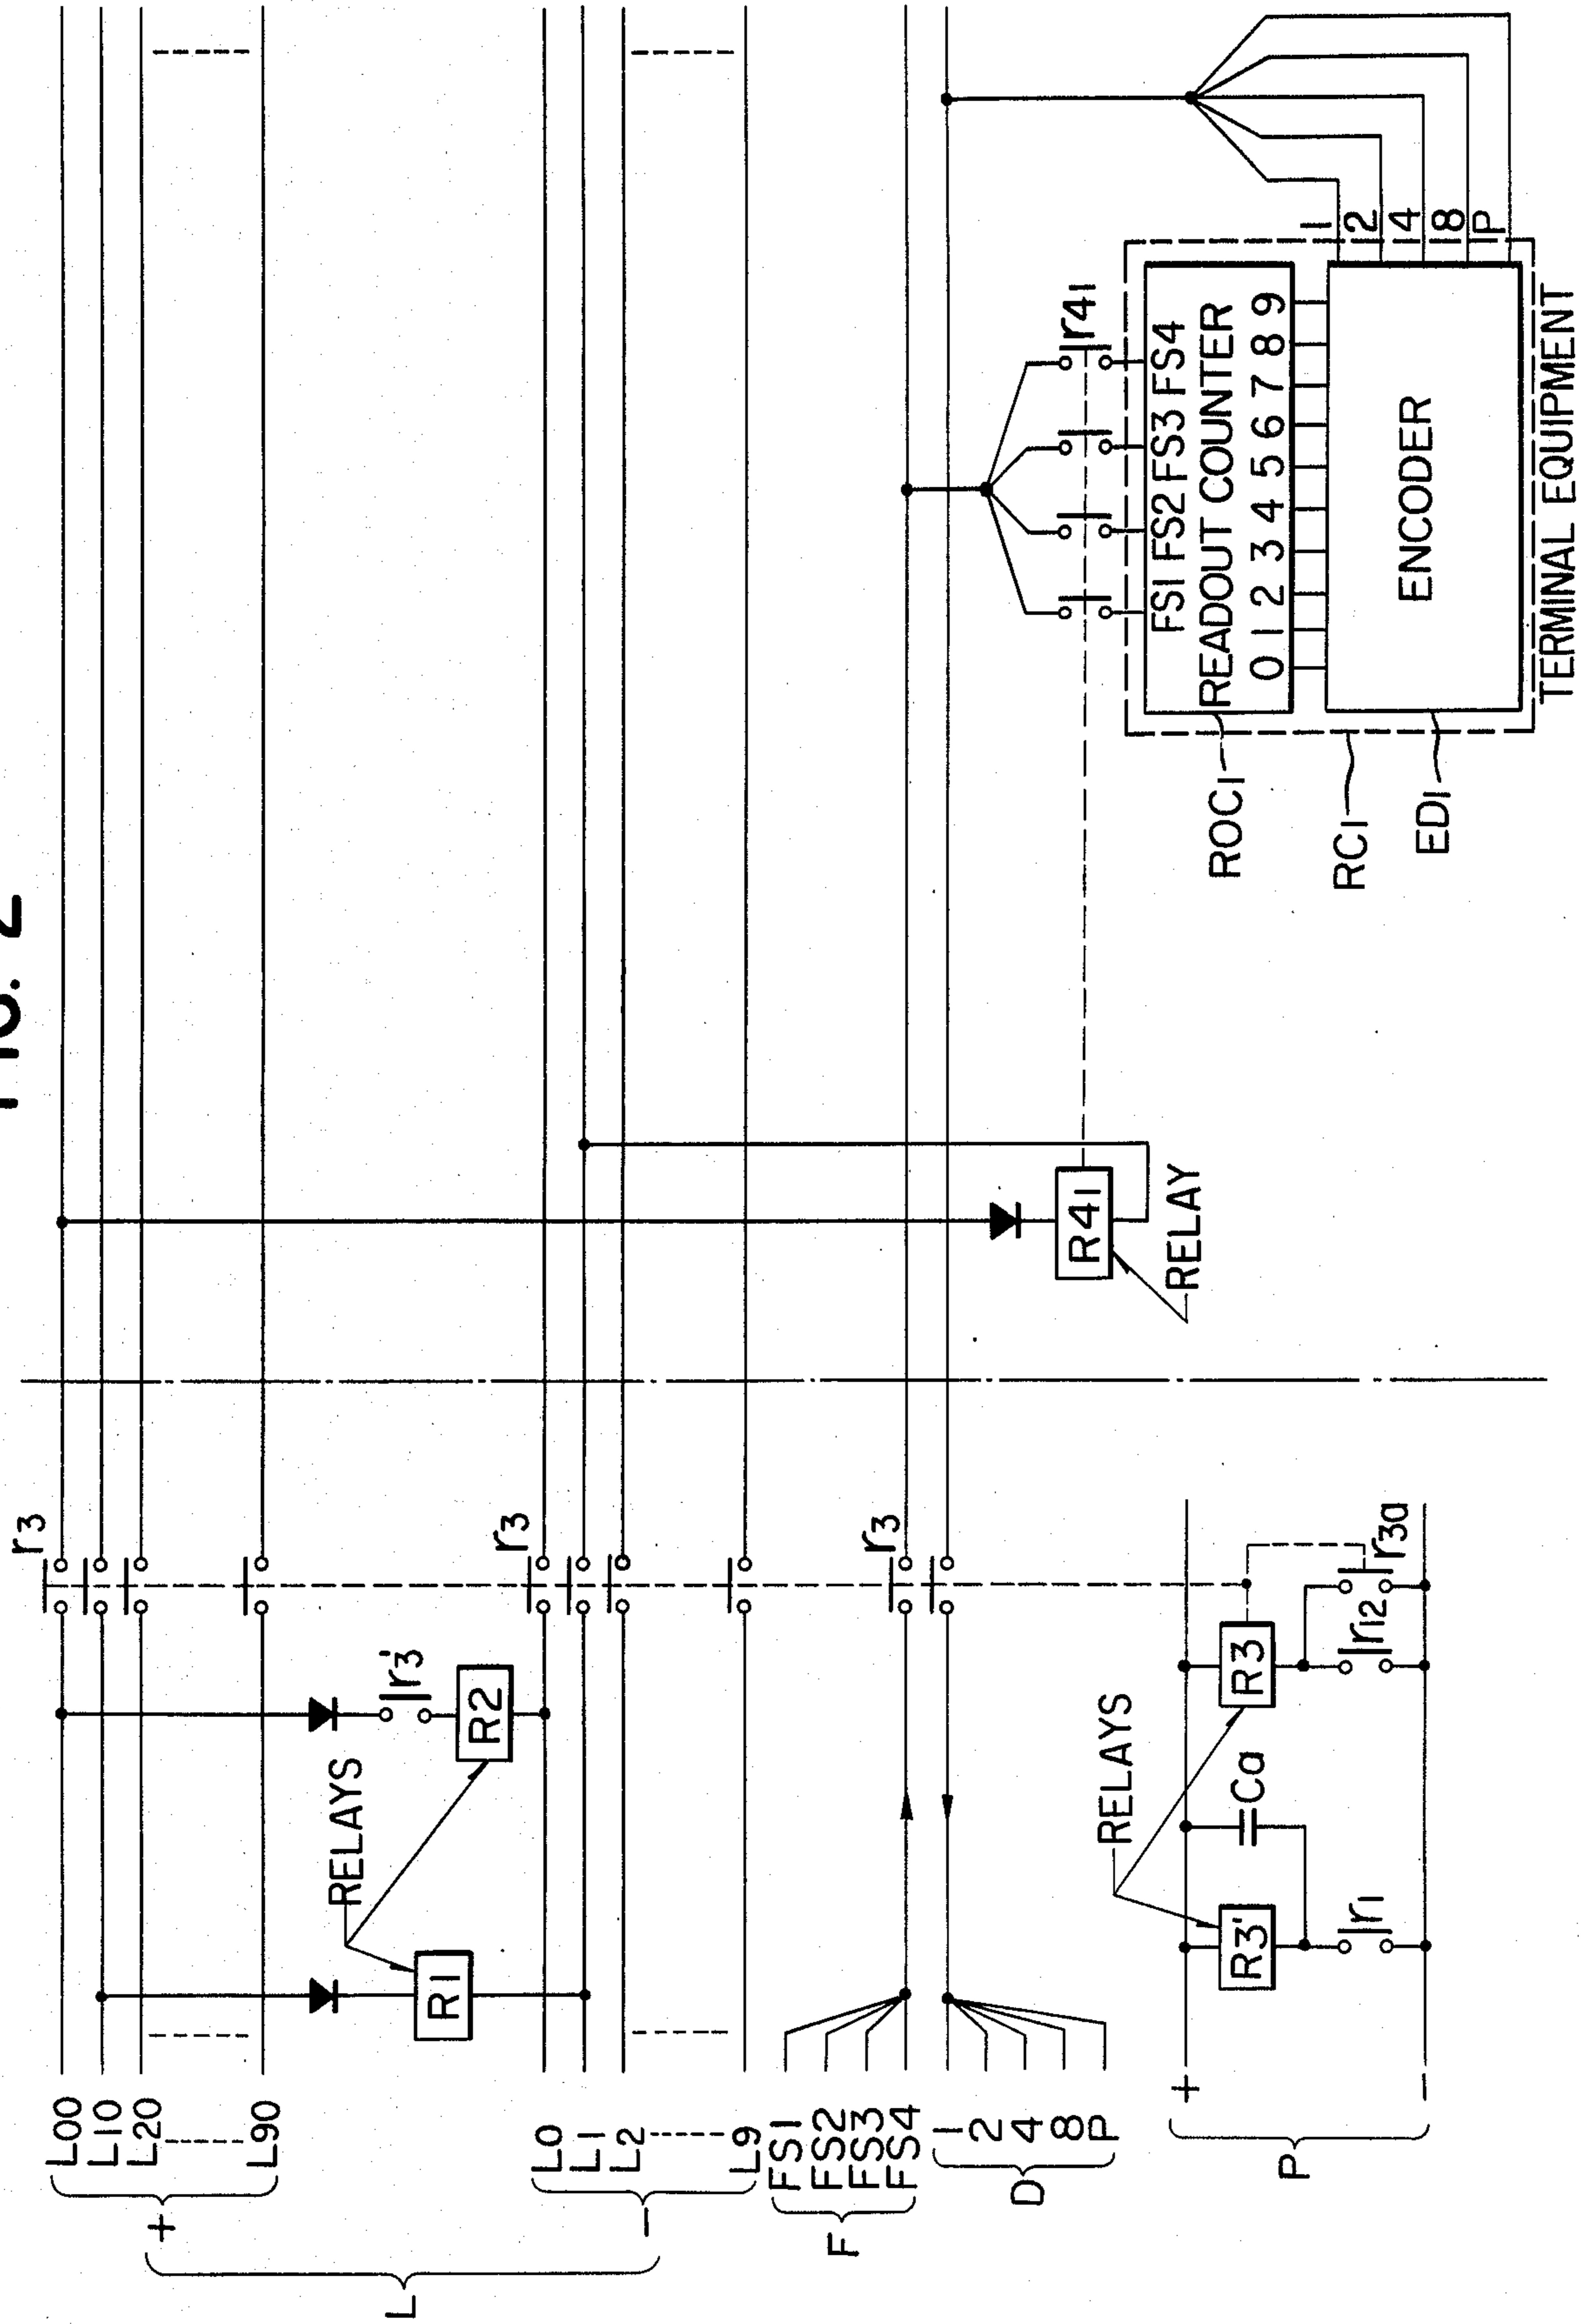 FIG. 2
L
+
L00
L10
L20
L90
−
L0
L1
L2
L9
F
FS1
FS2
FS3
FS4
D
1
2
4
8
P
P
+
−
r3
r3
r3
RELAYS
R1
R2
r3'
RELAYS
R3'
r1
Ca
R3
r12
r3a
R41
RELAY
r41
FS1 FS2 FS3 FS4
READOUT COUNTER
0 1 2 3 4 5 6 7 8 9
ENCODER
1
2
4
8
P
TERMINAL EQUIPMENT
ROC1
RC1
ED1